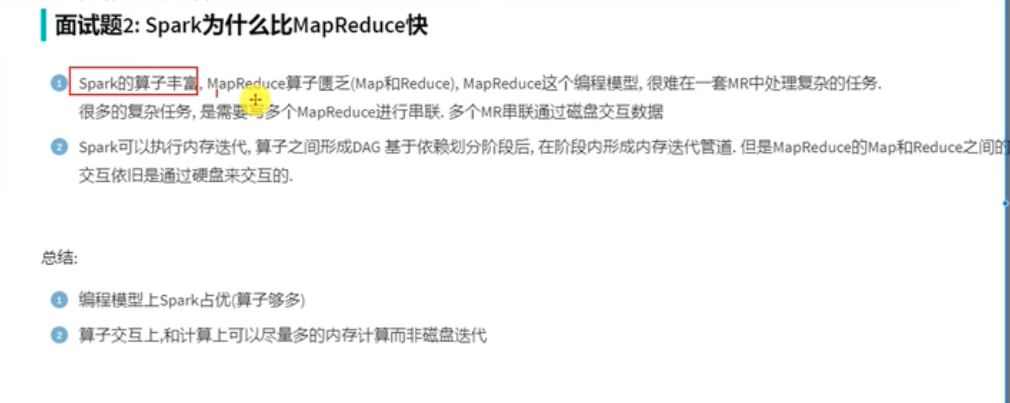 面试题2: Spark为什么比MapReduce快
1 Spark的算子丰富, MapReduce算子匮乏(Map和Reduce), MapReduce这个编程模型, 很难在一套MR中处理复杂的任务.
很多的复杂任务, 是需要写多个MapReduce进行串联. 多个MR串联通过磁盘交互数据
2 Spark可以执行内存迭代, 算子之间形成DAG 基于依赖划分阶段后, 在阶段内形成内存迭代管道. 但是MapReduce的Map和Reduce之间的
交互依旧是通过硬盘来交互的.
总结:
1 编程模型上Spark占优(算子够多)
2 算子交互上,和计算上可以尽量多的内存计算而非磁盘迭代